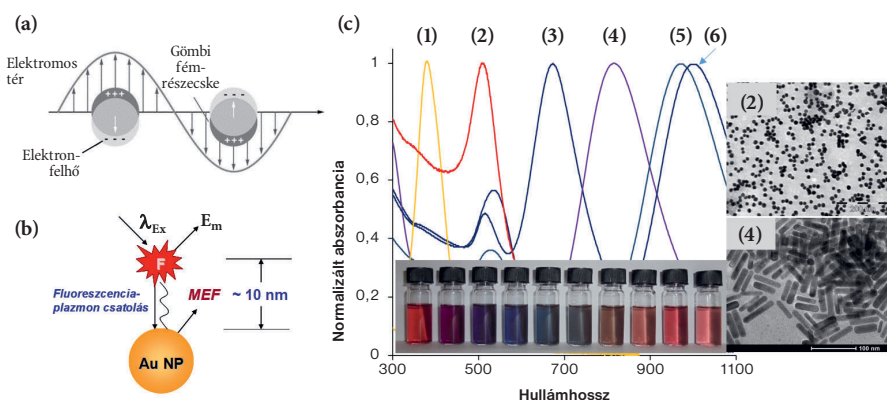 (a)
Elektromos
tér
Gömbi
fém-
részecske
+++
- - -
- - -
+++
Elektron-
felhő
(b)
λEx
Em
F
Fluoreszcencia-
plazmon csatolás
MEF
~ 10 nm
Au NP
(c)
(1) (2) (3) (4) (5) (6)
Normalizált abszorbancia
1
0,8
0,6
0,4
0,2
0
300 500 700 900 1100
Hullámhossz
(2)
(4)
100 nm